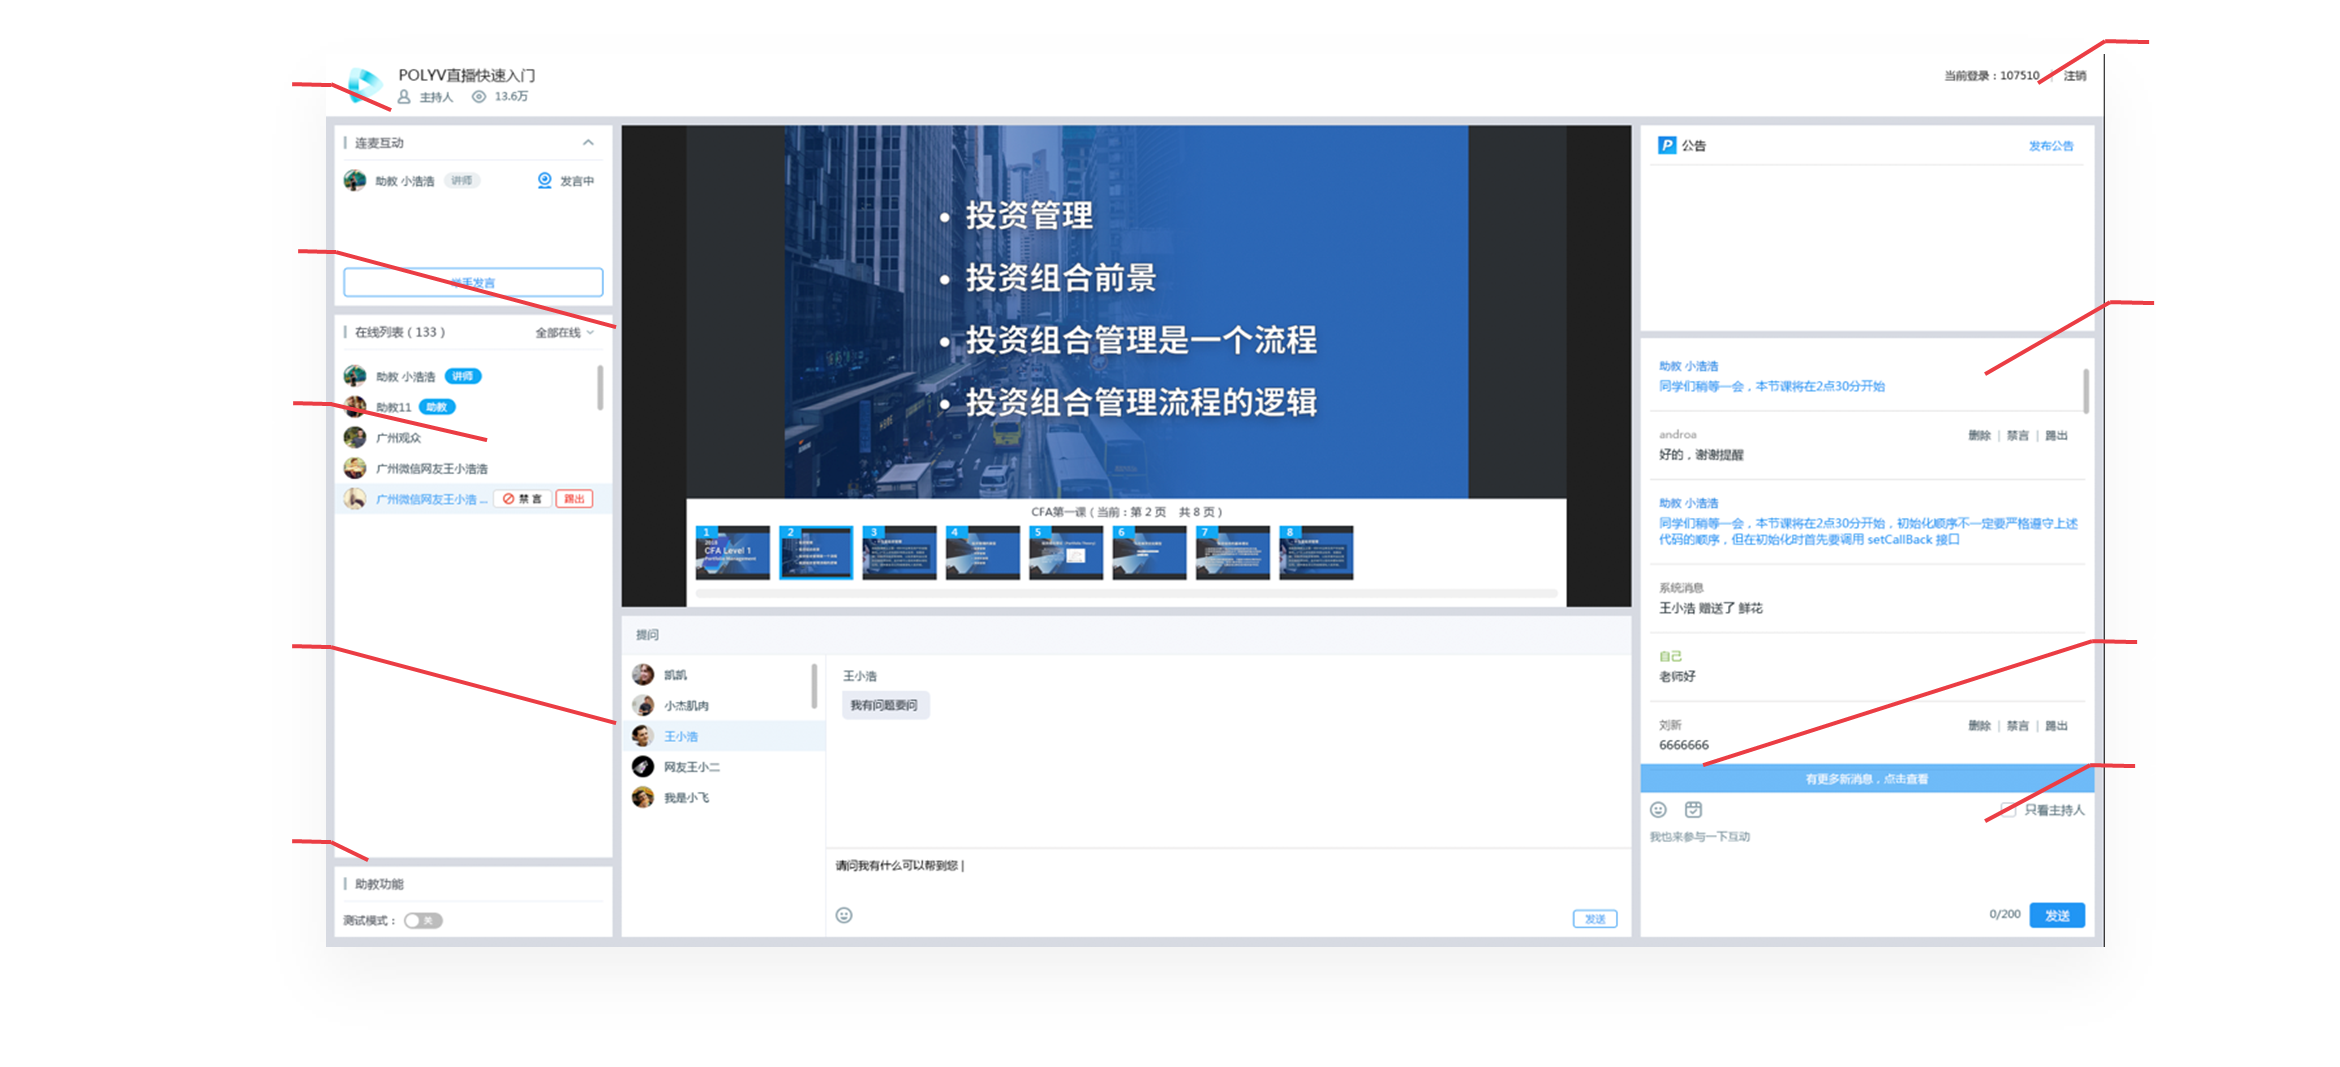 POLYV直播快速入门
主持人 13.6万
当前登录：107510 | 注销
连麦互动
助教 小浩浩 讲师 发言中
举手发言
在线列表（133） 全部在线
助教 小浩浩 讲师
助教11 助教
广州观众
广州微信网友王小浩浩
广州微信网友王小浩... 禁言 踢出
助教功能
测试模式： 关
• 投资管理
• 投资组合前景
• 投资组合管理是一个流程
• 投资组合管理流程的逻辑
CFA第一课（当前：第 2 页 共 8 页）
1 2 3 4 5 6 7 8
2018
CFA Level 1
Portfolio Management
提问
凯凯
小杰肌肉
王小浩
网友王小二
我是小飞
王小浩
我有问题要问
请问我有什么可以帮到您
发送
公告 发布公告
助教 小浩浩
同学们稍等一会，本节课将在2点30分开始
androa 删除 | 禁言 | 踢出
好的，谢谢提醒
助教 小浩浩
同学们稍等一会，本节课将在2点30分开始，初始化顺序不一定要严格遵守上述
代码的顺序，但在初始化时首先要调用 setCallBack 接口
系统消息
王小浩 赠送了 鲜花
自己
老师好
刘新 删除 | 禁言 | 踢出
6666666
有更多新消息，点击查看
只看主持人
我也来参与一下互动
0/200 发送